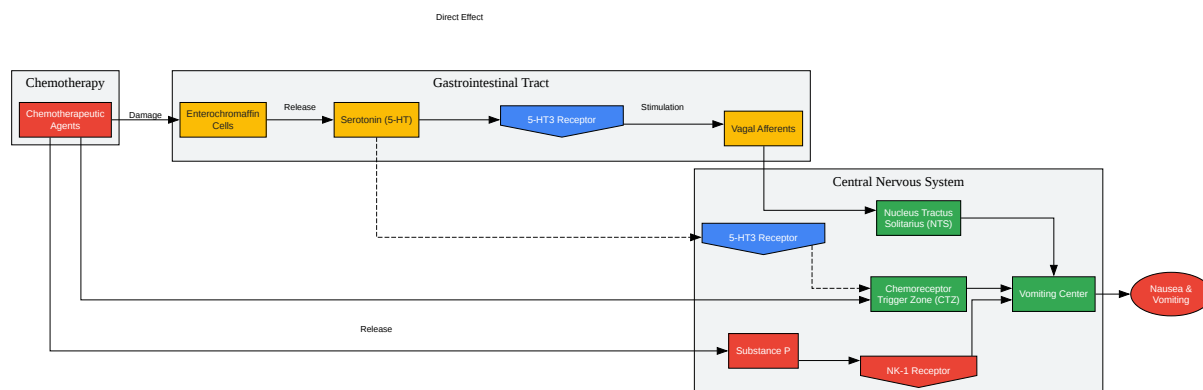 Direct Effect
Chemotherapy
Gastrointestinal Tract
Chemotherapeutic
Agents
Damage
Enterochromaffin
Cells
Release
Serotonin (5-HT)
5-HT3 Receptor
Stimulation
Vagal Afferents
Central Nervous System
Nucleus Tractus
Solitarius (NTS)
5-HT3 Receptor
Chemoreceptor
Trigger Zone (CTZ)
Vomiting Center
Nausea &
Vomiting
Release
Substance P
NK-1 Receptor